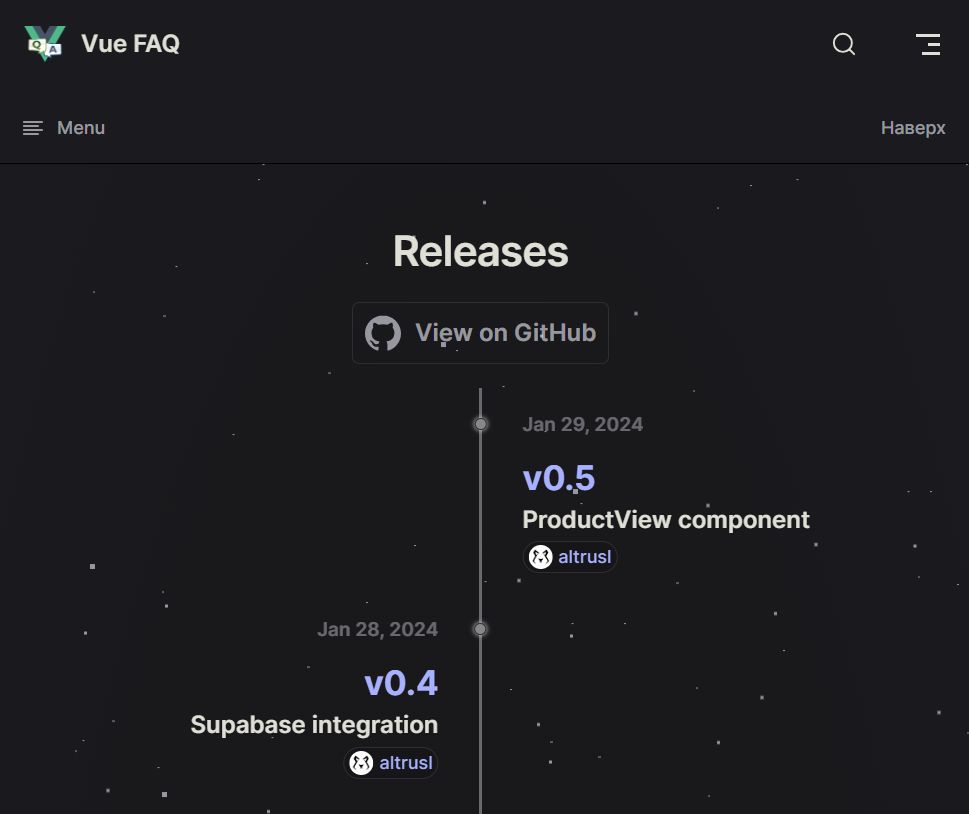 Vue FAQ
Menu
Наверх
Releases
View on GitHub
Jan 29, 2024
v0.5
ProductView component
altrusl
Jan 28, 2024
v0.4
Supabase integration
altrusl